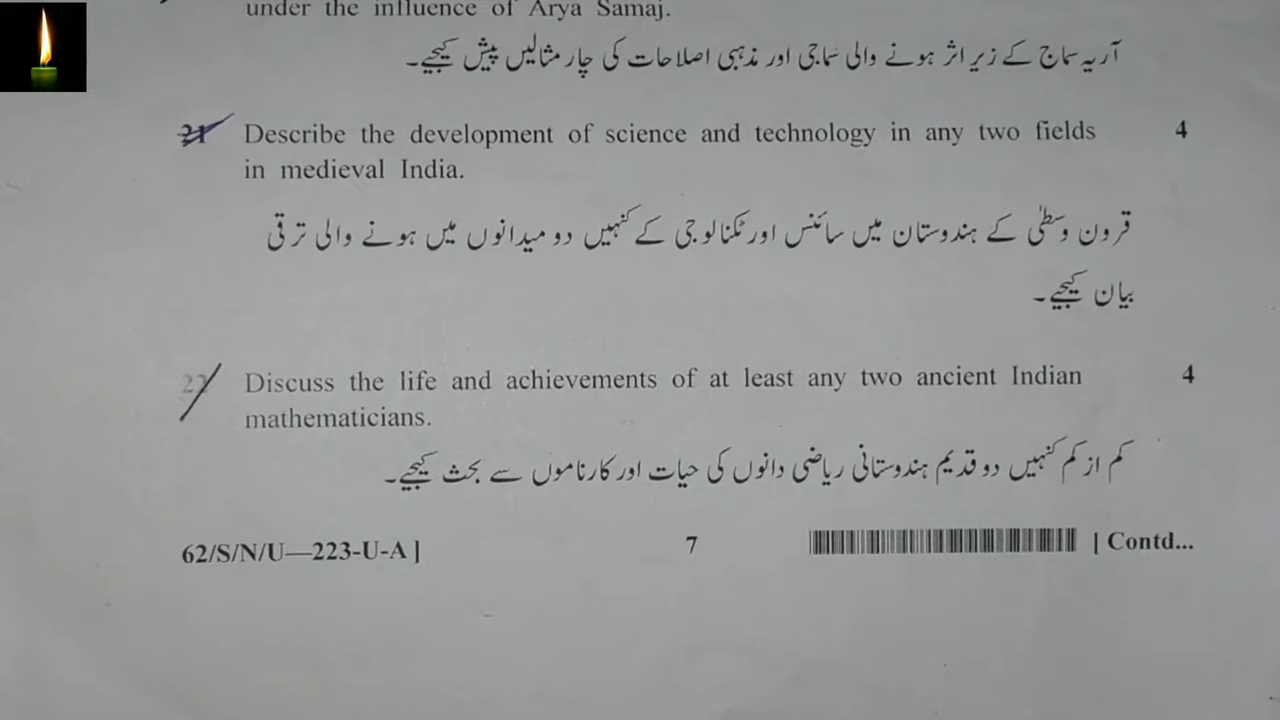 under the influence of Arya Samaj.
آریہ سماج کے زیر اثر ہونے والی سماجی اور مذہبی اصلاحات کی چار مثالیں پیش کیجیے۔
21 Describe the development of science and technology in any two fields 4
in medieval India.
قرون وسطیٰ کے ہندوستان میں سائنس اور ٹکنالوجی کے کنہیں دو میدانوں میں ہونے والی ترقی
بیان کیجیے۔
22 Discuss the life and achievements of at least any two ancient Indian 4
mathematicians.
کم از کم کنہیں دو قدیم ہندوستانی ریاضی دانوں کی حیات اور کارناموں سے بحث کیجیے۔
62/S/N/U—223-U-A ] 7 [ Contd...